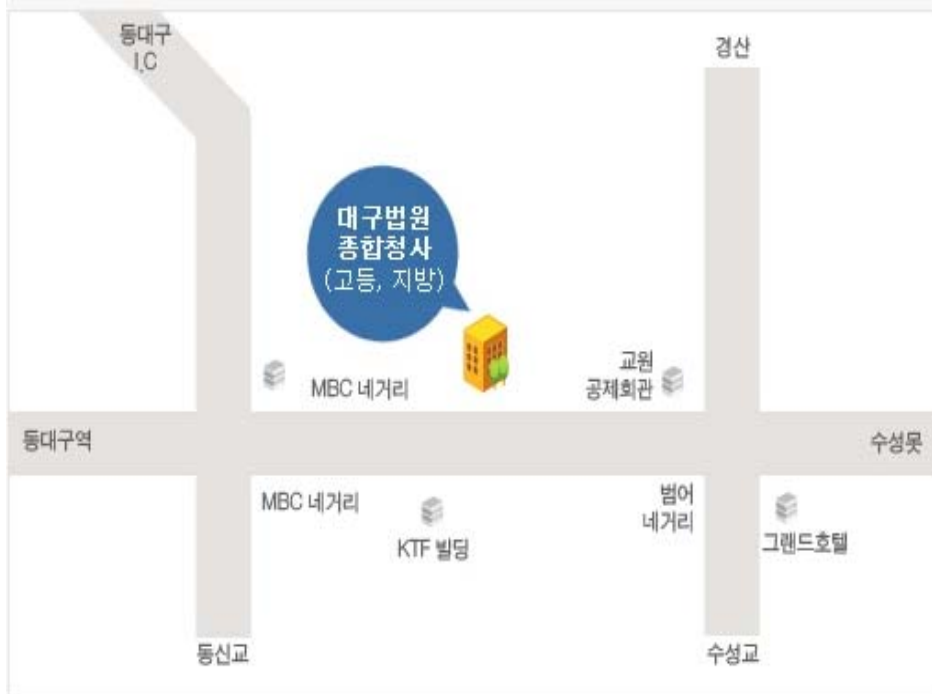 동대구
I.C
경산
대구법원
종합청사
(고등, 지방)
교원
공제회관
MBC 네거리
동대구역
수성못
MBC 네거리
범어
네거리
KTF 빌딩
그랜드호텔
동신교
수성교